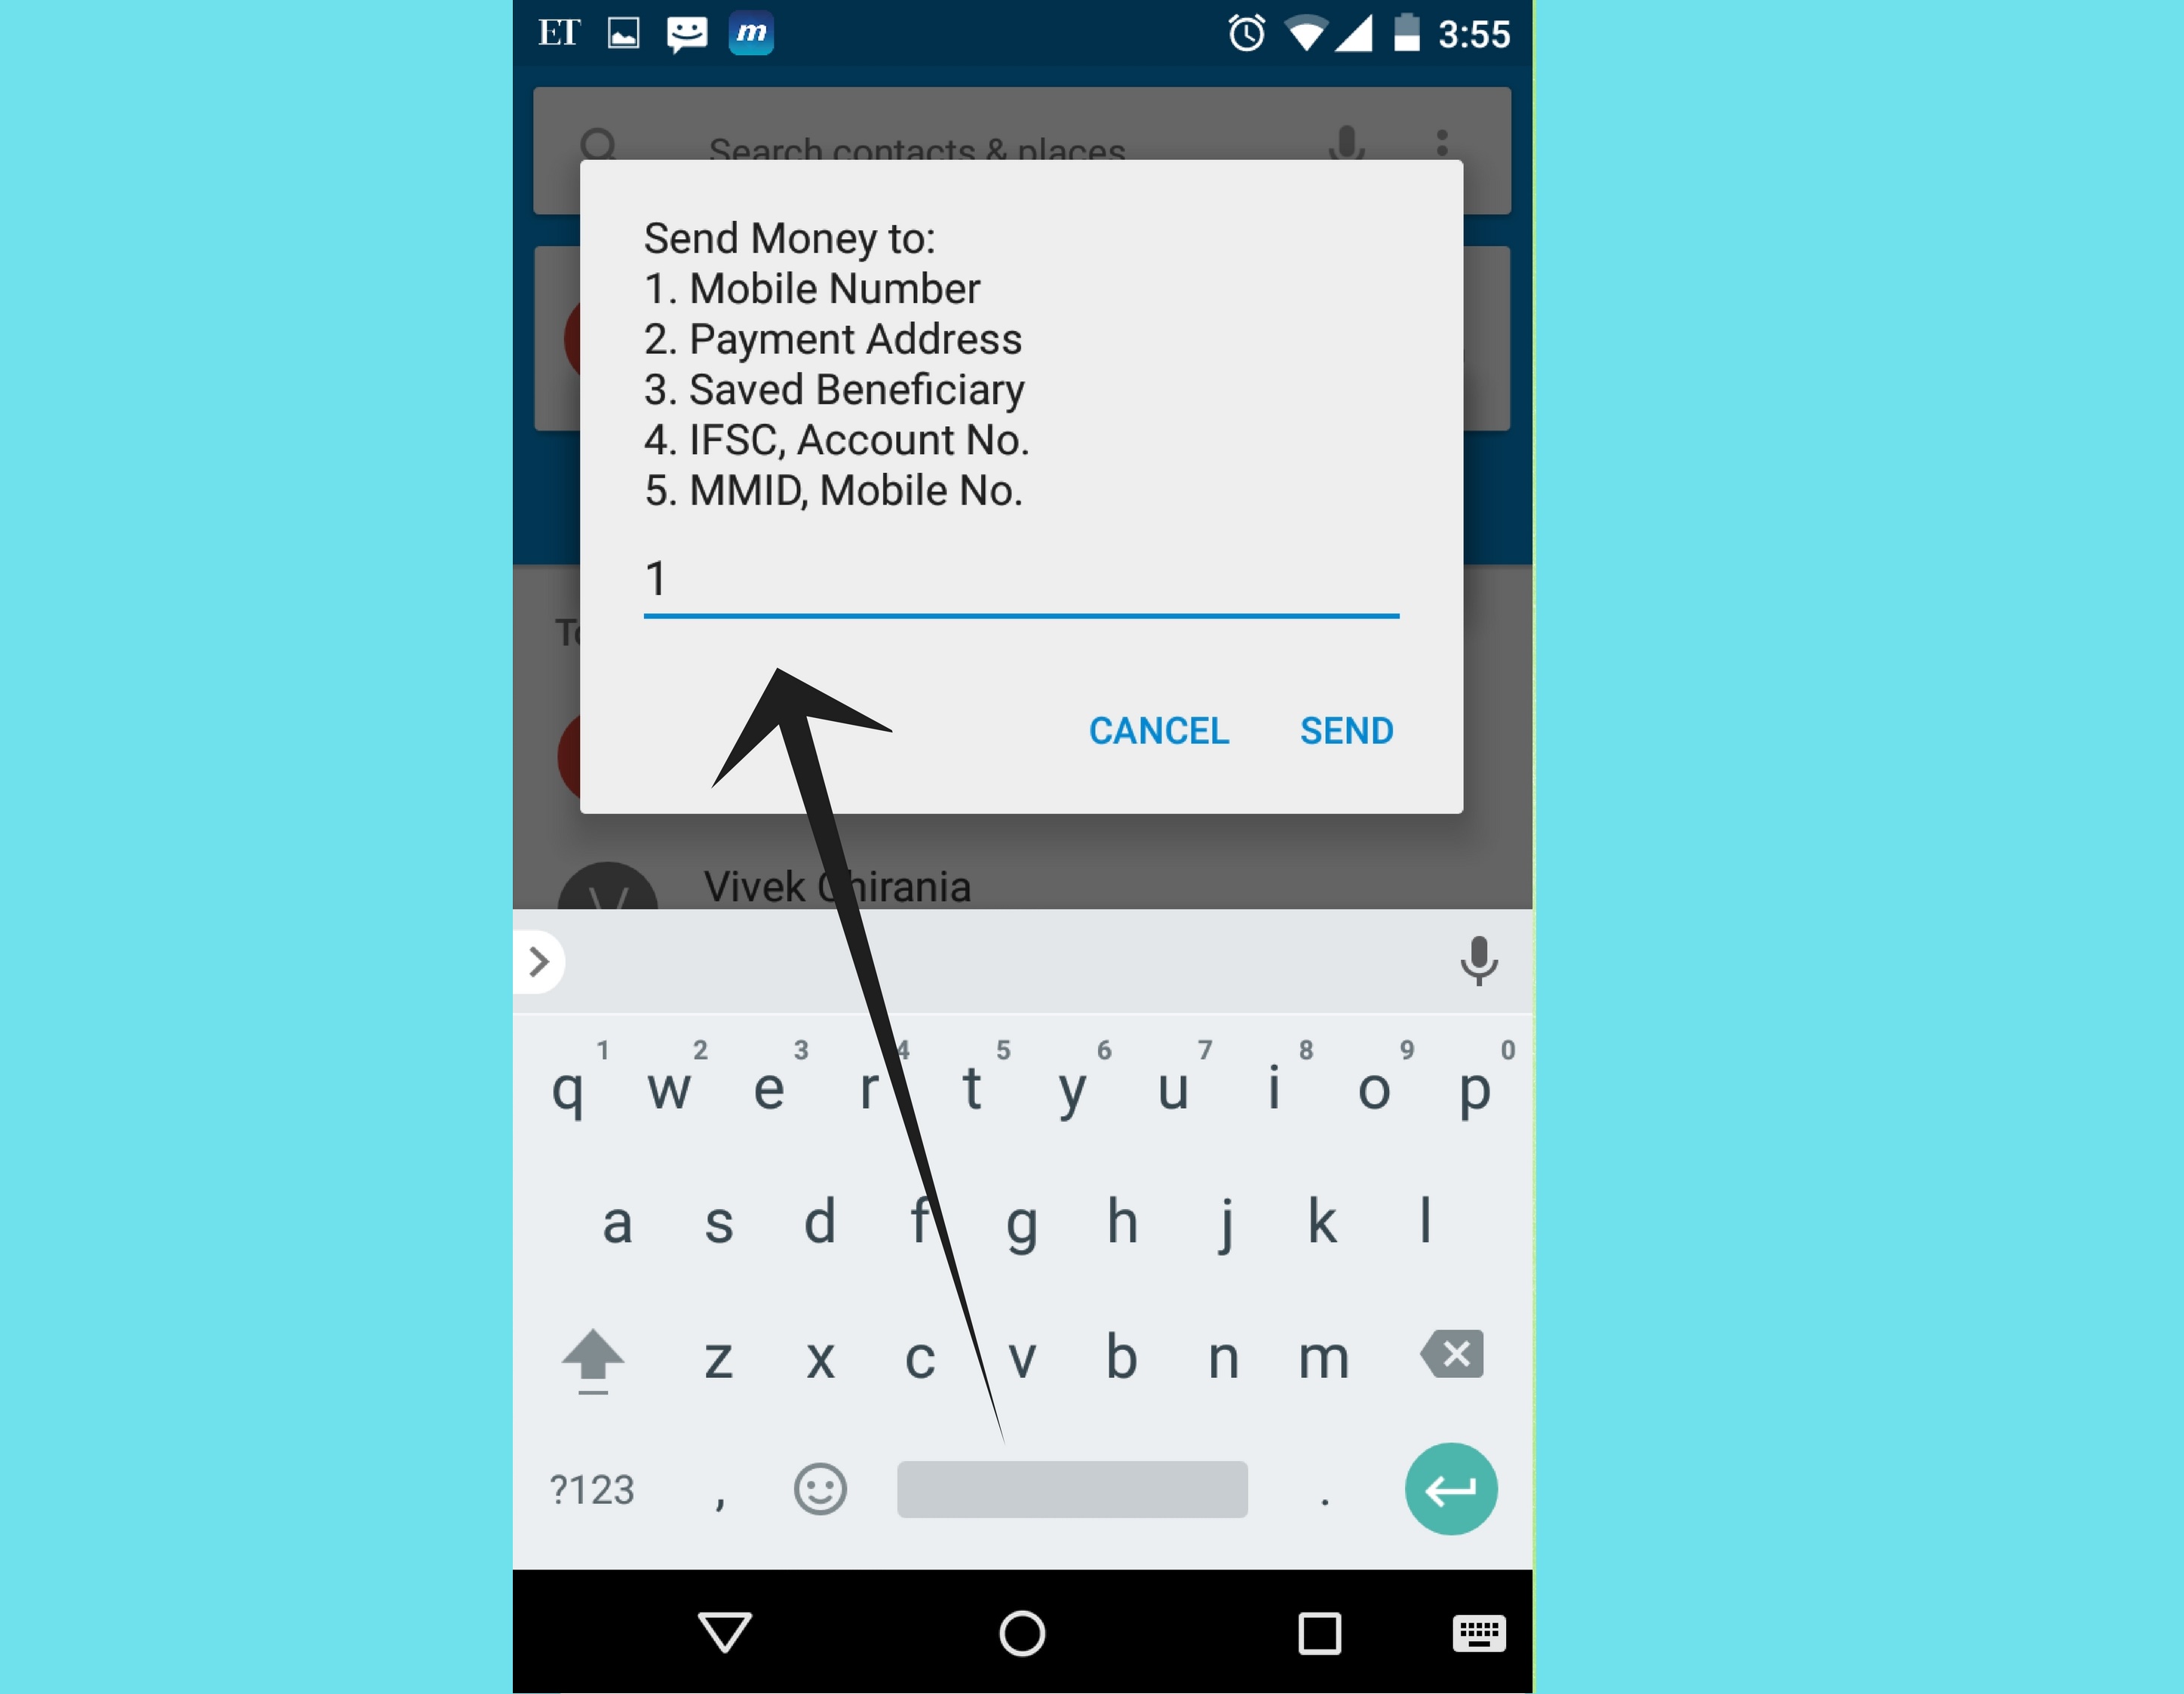 ET m 3:55
Search contacts & places
Send Money to:
1. Mobile Number
2. Payment Address
3. Saved Beneficiary
4. IFSC, Account No.
5. MMID, Mobile No.
1
CANCEL SEND
Vivek Chirania
1 2 3 4 5 6 7 8 9 0
q w e r t y u i o p
a s d f g h j k l
z x c v b n m
?123 , .